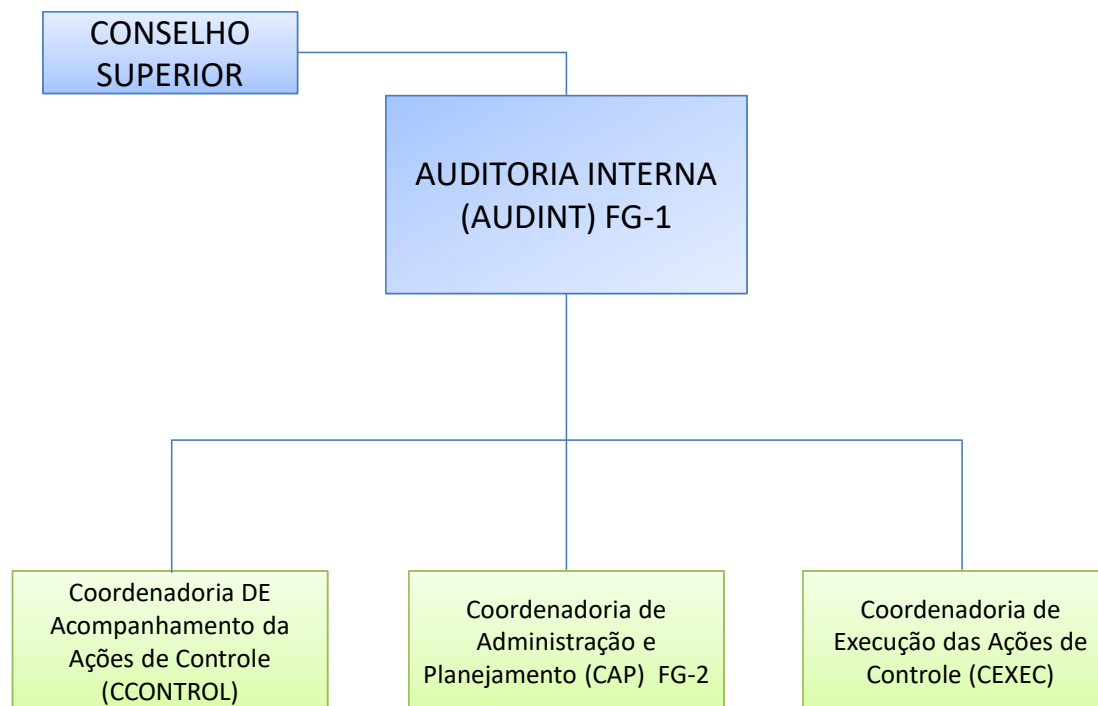 CONSELHO
SUPERIOR
AUDITORIA INTERNA
(AUDINT) FG-1
Coordenadoria DE
Acompanhamento da
Ações de Controle
(CCONTROL)
Coordenadoria de
Administração e
Planejamento (CAP) FG-2
Coordenadoria de
Execução das Ações de
Controle (CEXEC)